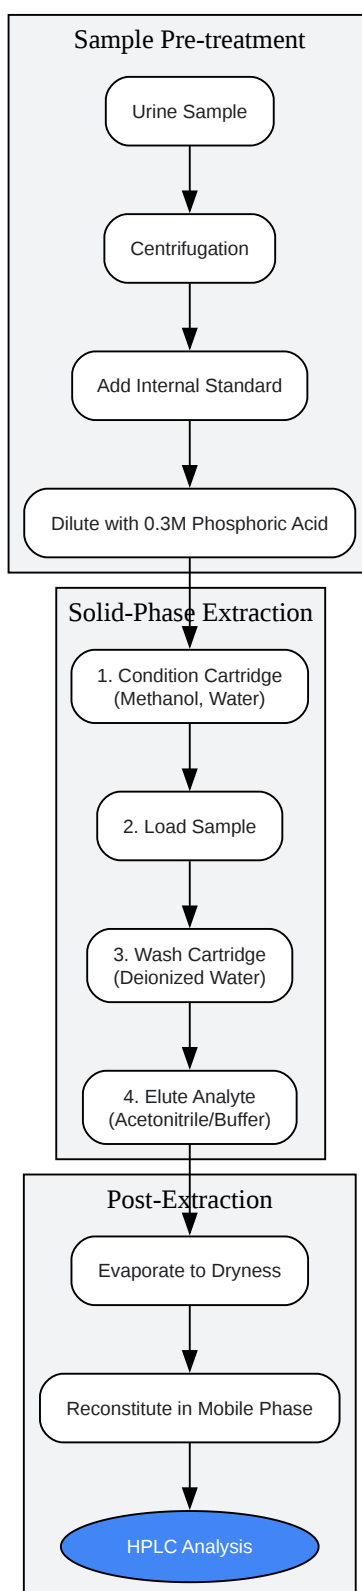 Sample Pre-treatment
Urine Sample
Centrifugation
Add Internal Standard
Dilute with 0.3M Phosphoric Acid
Solid-Phase Extraction
1. Condition Cartridge
(Methanol, Water)
2. Load Sample
3. Wash Cartridge
(Deionized Water)
4. Elute Analyte
(Acetonitrile/Buffer)
Post-Extraction
Evaporate to Dryness
Reconstitute in Mobile Phase
HPLC Analysis